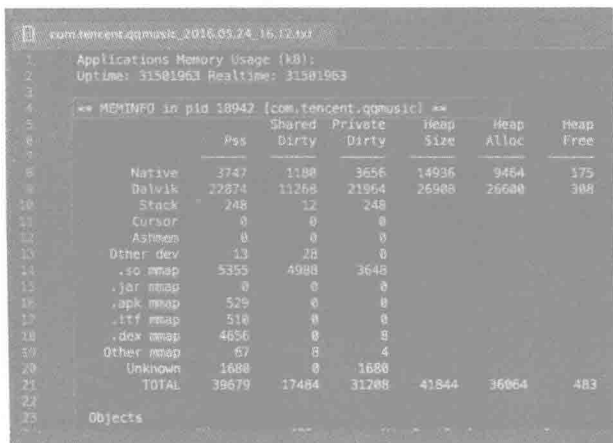 com.tencent.qqmusic_2016.05.24_16.12.txt
1 Applications Memory Usage (kB):
2 Uptime: 31501963 Realtime: 31501963
3
4 ** MEMINFO in pid 18942 [com.tencent.qqmusic] **
5 Shared Private Heap Heap Heap
6 Pss Dirty Dirty Size Alloc Free
7 ------ ------ ------ ------ ------ ------
8 Native 3747 1180 3656 14936 9464 175
9 Dalvik 22874 11268 21964 26908 26600 308
10 Stack 248 12 248
11 Cursor 0 0 0
12 Ashmem 0 0 0
13 Other dev 13 28 0
14 .so mmap 5355 4988 3648
15 .jar mmap 0 0 0
16 .apk mmap 529 0 0
17 .ttf mmap 510 0 0
18 .dex mmap 4656 0 8
19 Other mmap 67 8 4
20 Unknown 1680 0 1680
21 TOTAL 39679 17484 31208 41844 36064 483
22
23 Objects